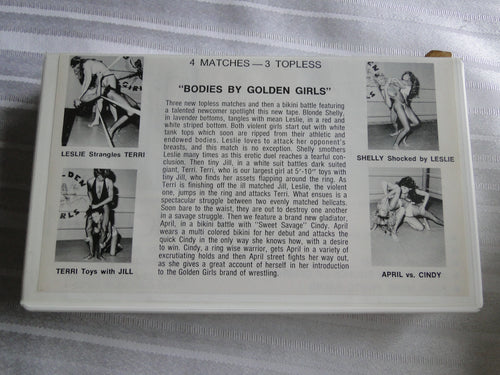 4 MATCHES — 3 TOPLESS
"BODIES BY GOLDEN GIRLS"
Three new topless matches and then a bikini battle featuring
a talented newcomer spotlight this new tape. Blonde Shelly,
in lavender bottoms, tangles with mean Leslie, in a red and
white striped bottom. Both violent girls start out with white
tank tops which soon are ripped from their athletic and
endowed bodies. Leslie loves to attack her opponent's
breasts, and this match is no exception. Shelly smothers
Leslie many times as this erotic duel reaches a tearful con-
clusion. Then tiny Jill, in a white suit battles dark suited
giant, Terri. Terri, who is our largest girl at 5'-10" toys with
tiny Jill, who finds her assets flapping around the ring. As
Terri is finishing off the ill matched Jill, Leslie, the violent
one, jumps in the ring and attacks Terri. What ensues is a
spectacular struggle between two evenly matched hellcats.
Soon bare to the waist, they are out to destroy one another
in a savage struggle. Then we feature a brand new gladiator,
April, in a bikini battle with "Sweet Savage" Cindy. April
wears a multi colored bikini for her debut and attacks the
quick Cindy in the only way she knows how, with a desire
to win. Cindy, a ring wise warrior, gets April in a variety of
excrutiating holds and then April street fights her way out,
as she gives a great account of herself in her introduction
to the Golden Girls brand of wrestling.
LESLIE Strangles TERRI
TERRI Toys with JILL
SHELLY Shocked by LESLIE
APRIL vs. CINDY